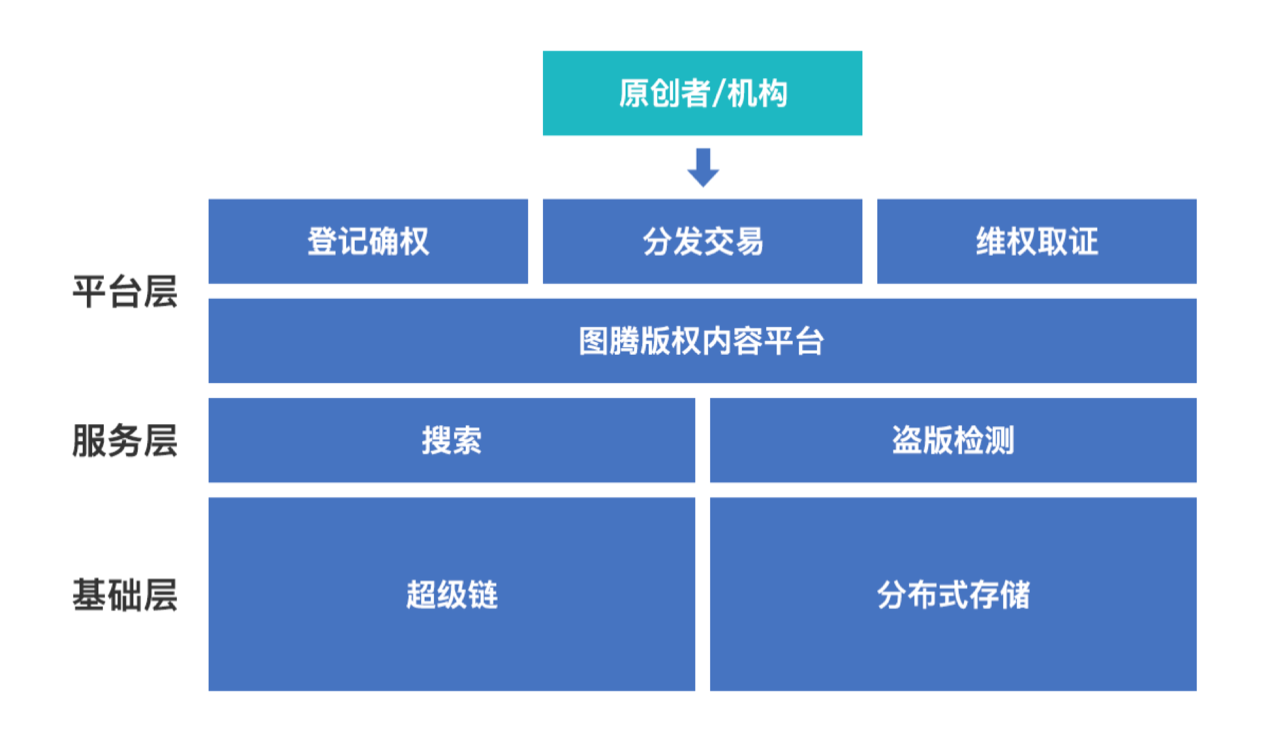 原创者/机构
登记确权
分发交易
维权取证
平台层
图腾版权内容平台
服务层
搜索
盗版检测
基础层
超级链
分布式存储